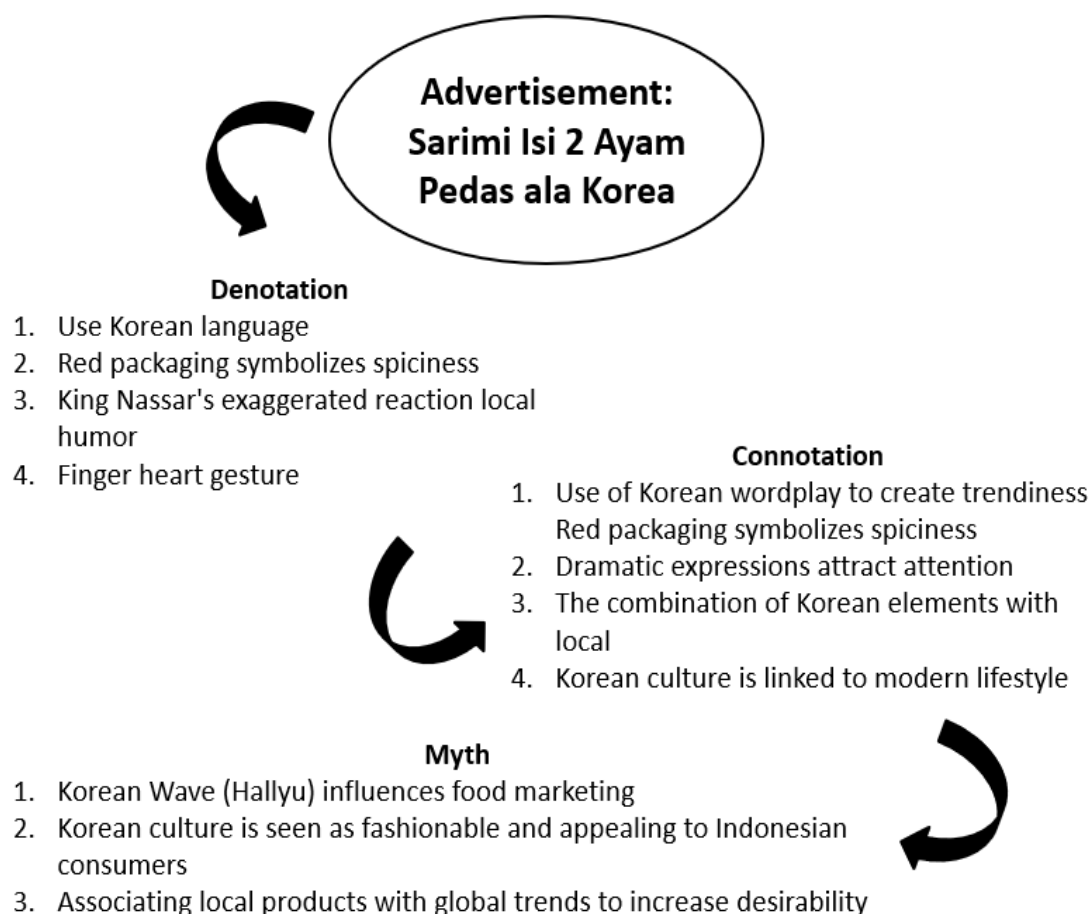 Advertisement:
Sarimi Isi 2 Ayam
Pedas ala Korea
Denotation
1. Use Korean language
2. Red packaging symbolizes spiciness
3. King Nassar's exaggerated reaction local
humor
4. Finger heart gesture
Connotation
1. Use of Korean wordplay to create trendiness
Red packaging symbolizes spiciness
2. Dramatic expressions attract attention
3. The combination of Korean elements with
local
4. Korean culture is linked to modern lifestyle
Myth
1. Korean Wave (Hallyu) influences food marketing
2. Korean culture is seen as fashionable and appealing to Indonesian
consumers
3. Associating local products with global trends to increase desirability